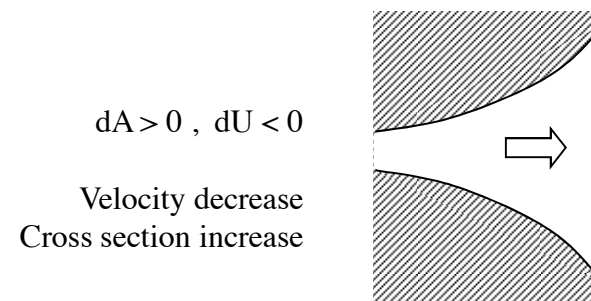 dA > 0 , dU < 0
Velocity decrease
Cross section increase